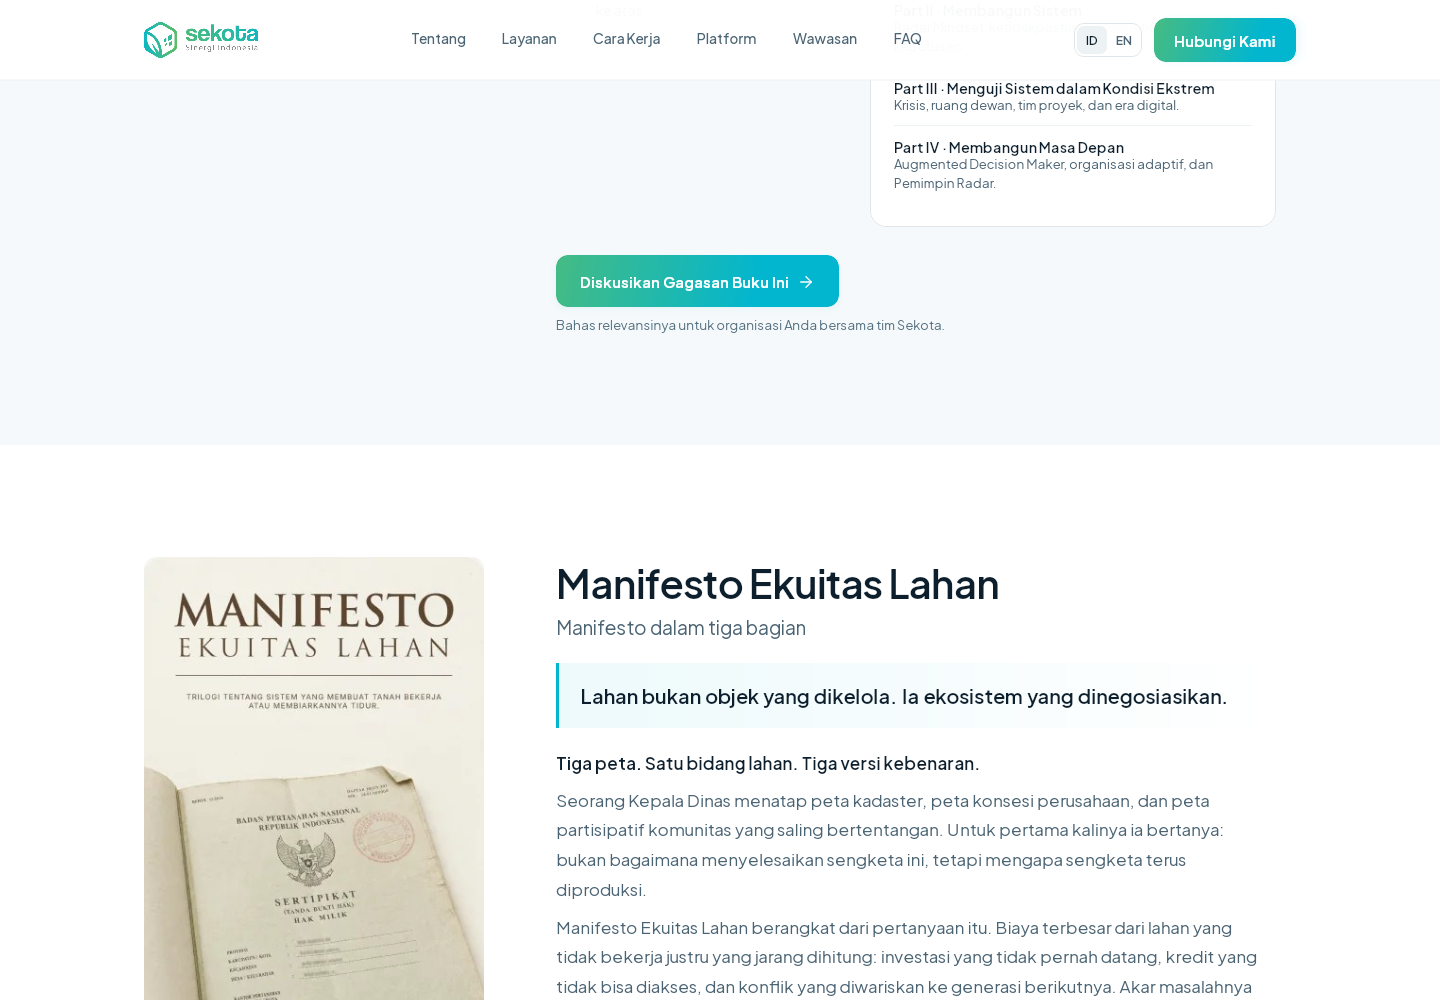 sekota
Sinergi Indonesia
Tentang
Layanan
Cara Kerja
Platform
Wawasan
FAQ
ID
EN
Hubungi Kami
Part II · Membangun Sistem
Part III · Menguji Sistem dalam Kondisi Ekstrem
Krisis, ruang dewan, tim proyek, dan era digital.
Part IV · Membangun Masa Depan
Augmented Decision Maker, organisasi adaptif, dan
Pemimpin Radar.
Diskusikan Gagasan Buku Ini
Bahas relevansinya untuk organisasi Anda bersama tim Sekota.
MANIFESTO
EKUITAS LAHAN
TRILOGI TENTANG SISTEM YANG MEMBUAT TANAH BEKERJA
ATAU MEMBIARKANNYA TIDUR.
BADAN PERTANAHAN NASIONAL
REPUBLIK INDONESIA
SERTIPIKAT
(TANDA BUKTI HAK)
HAK MILIK
Manifesto Ekuitas Lahan
Manifesto dalam tiga bagian
Lahan bukan objek yang dikelola. Ia ekosistem yang dinegosiasikan.
Tiga peta. Satu bidang lahan. Tiga versi kebenaran.
Seorang Kepala Dinas menatap peta kadaster, peta konsesi perusahaan, dan peta
partisipatif komunitas yang saling bertentangan. Untuk pertama kalinya ia bertanya:
bukan bagaimana menyelesaikan sengketa ini, tetapi mengapa sengketa terus
diproduksi.
Manifesto Ekuitas Lahan berangkat dari pertanyaan itu. Biaya terbesar dari lahan yang
tidak bekerja justru yang jarang dihitung: investasi yang tidak pernah datang, kredit yang
tidak bisa diakses, dan konflik yang diwariskan ke generasi berikutnya. Akar masalahnya